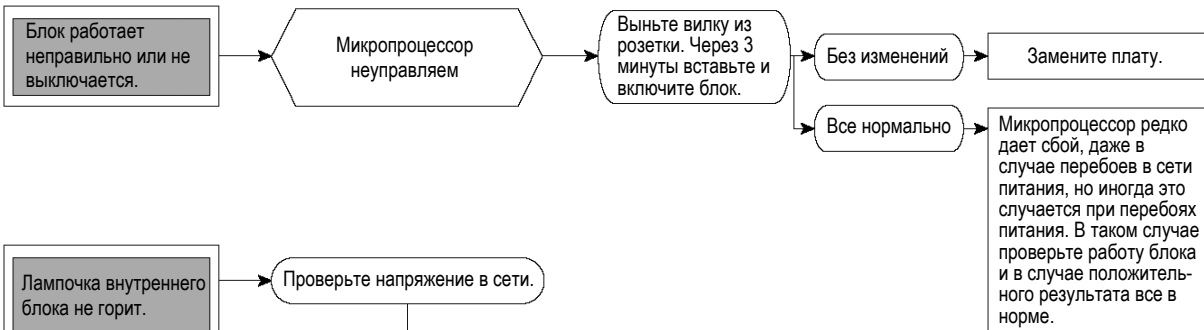 Блок работает
неправильно или не
выключается.
Микропроцессор
неуправляем
Выньте вилку из
розетки. Через 3
минуты вставьте и
включите блок.
Без изменений
Замените плату.
Все нормально
Микропроцессор редко
дает сбой, даже в
случае перебоев в сети
питания, но иногда это
случается при перебоях
питания. В таком случае
проверьте работу блока
и в случае положитель-
ного результата все в
норме.
Лампочка внутреннего
блока не горит.
Проверьте напряжение в сети.